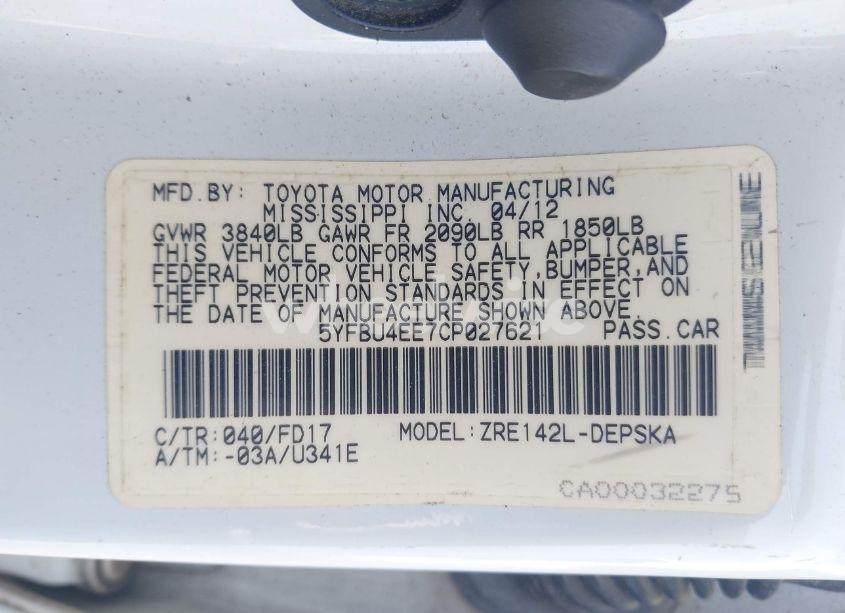 MFD.BY: TOYOTA MOTOR MANUFACTURING
MISSISSIPPI INC. 04/12
GVWR 3840LB GAWR FR 2090LB RR 1850LB
THIS VEHICLE CONFORMS TO ALL APPLICABLE
FEDERAL MOTOR VEHICLE SAFETY,BUMPER,AND
THEFT PREVENTION STANDARDS IN EFFECT ON
THE DATE OF MANUFACTURE SHOWN ABOVE.
5YFBU4EE7CP027621 PASS.CAR
C/TR:040/FD17 MODEL:ZRE142L-DEPSKA
A/TM:-03A/U341E
CA00032275